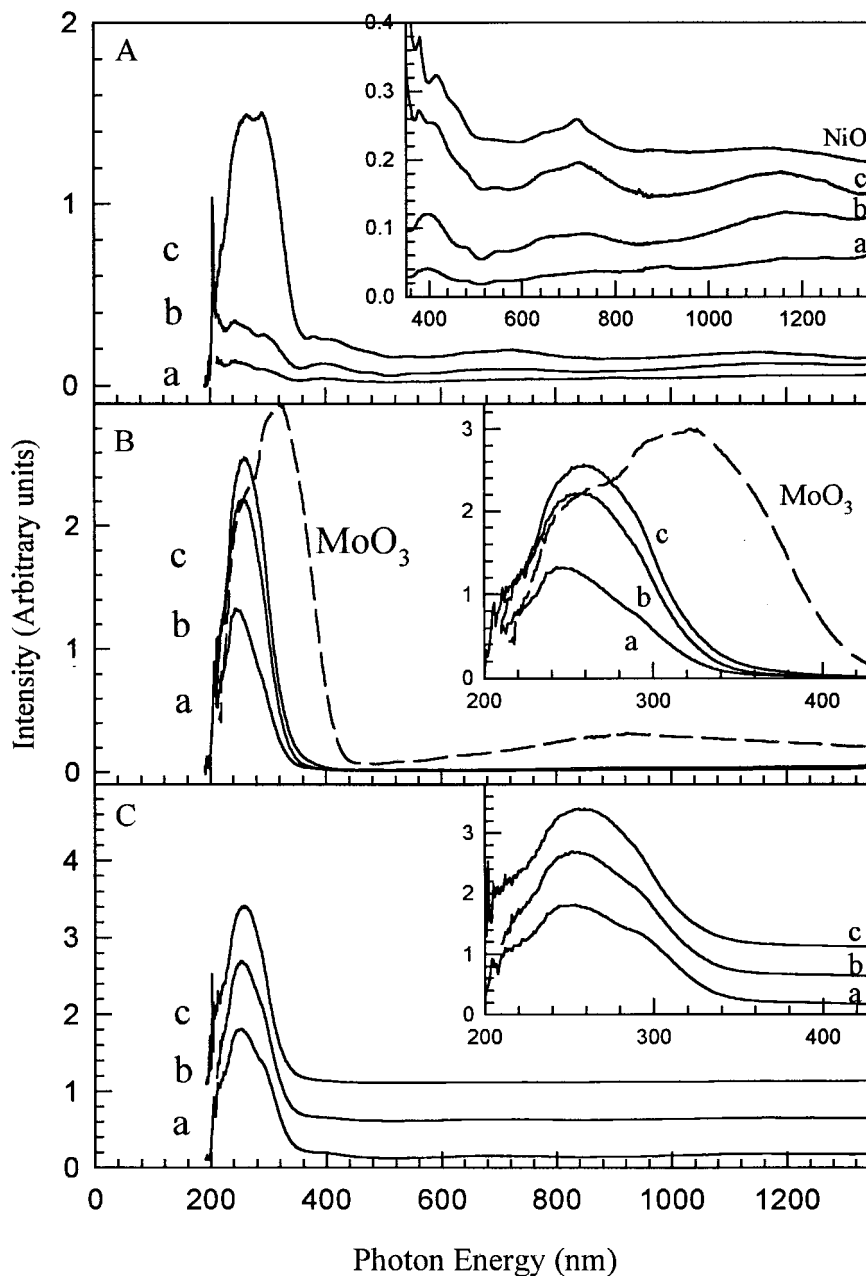 A
2
1
0
c
b
a
0.4
0.3
0.2
0.1
0.0
NiO
c
b
a
400 600 800 1000 1200
B
2
1
0
c
b
a
MoO3
3
2
1
0
MoO3
c
b
a
200 300 400
C
4
3
2
1
0
c
b
a
3
2
1
0
c
b
a
200 300 400
0 200 400 600 800 1000 1200
Intensity (Arbitrary units)
Photon Energy (nm)